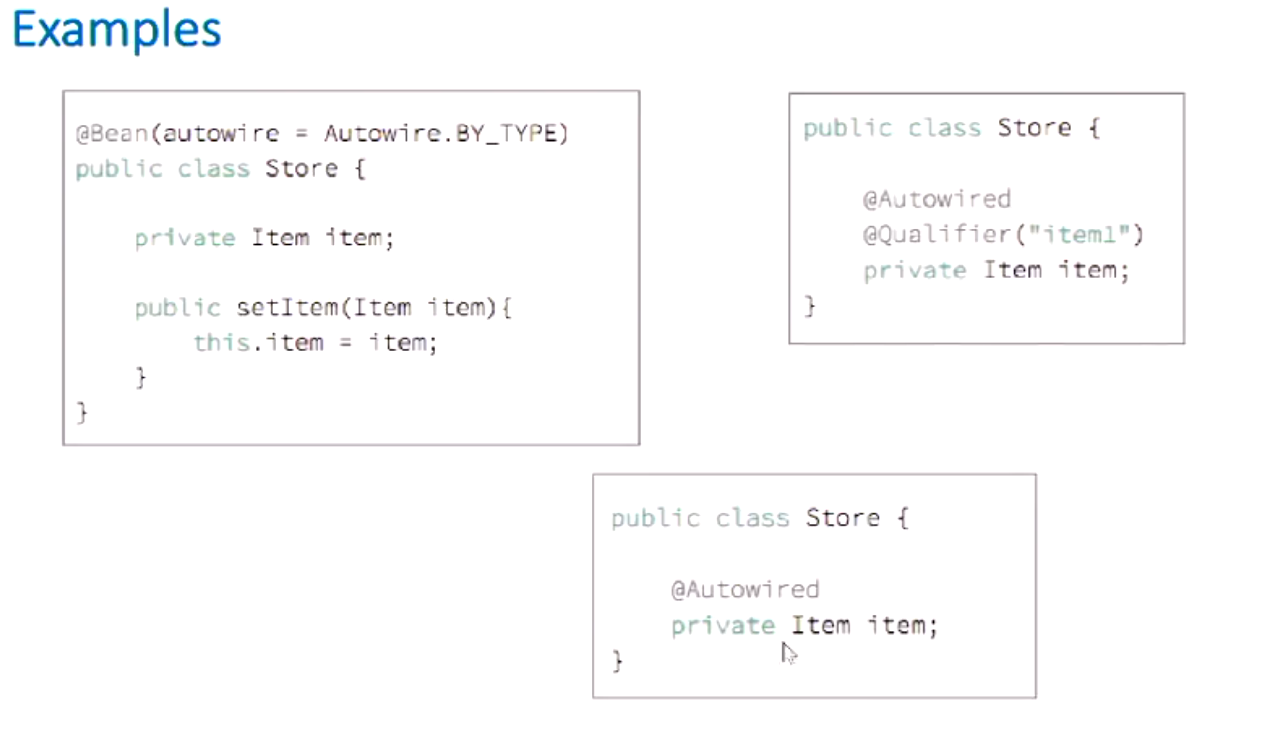 Examples
@Bean(autowire = Autowire.BY_TYPE)
public class Store {
private Item item;
public setItem(Item item){
this.item = item;
}
}
public class Store {
@Autowired
@Qualifier("item1")
private Item item;
}
public class Store {
@Autowired
private Item item;
}